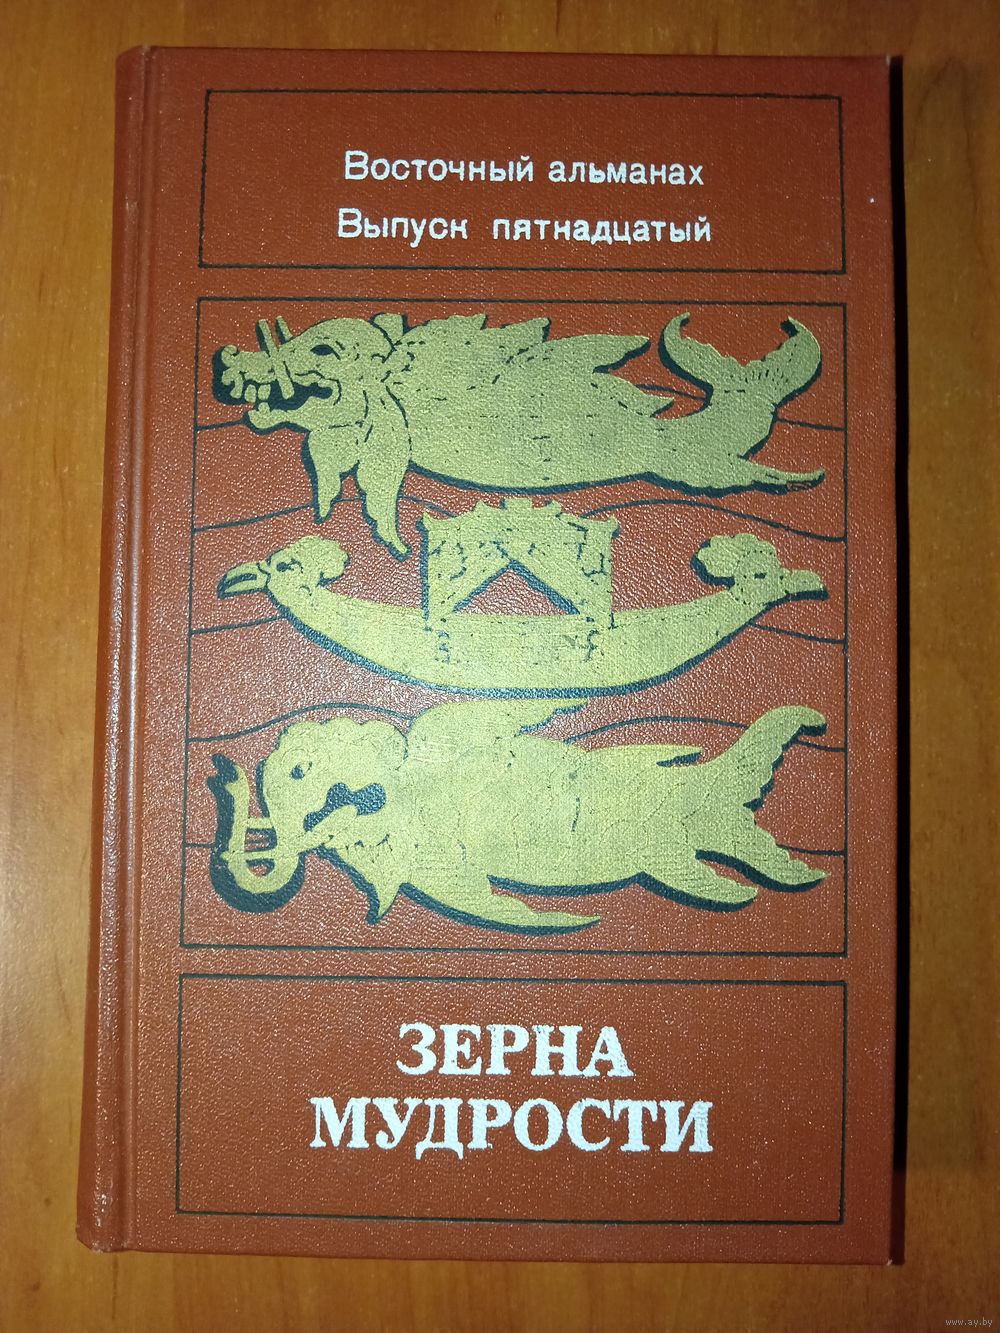 Восточный альманах
Выпуск пятнадцатый
ЗЕРНА
МУДРОСТИ
www.ay.by